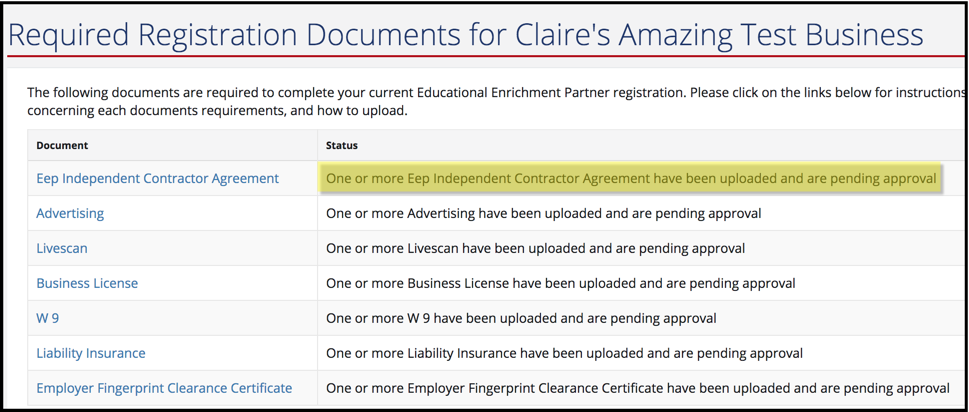 Required Registration Documents for Claire's Amazing Test Business
The following documents are required to complete your current Educational Enrichment Partner registration. Please click on the links below for instructions
concerning each documents requirements, and how to upload.
Document Status
Eep Independent Contractor Agreement One or more Eep Independent Contractor Agreement have been uploaded and are pending approval
Advertising One or more Advertising have been uploaded and are pending approval
Livescan One or more Livescan have been uploaded and are pending approval
Business License One or more Business License have been uploaded and are pending approval
W 9 One or more W 9 have been uploaded and are pending approval
Liability Insurance One or more Liability Insurance have been uploaded and are pending approval
Employer Fingerprint Clearance Certificate One or more Employer Fingerprint Clearance Certificate have been uploaded and are pending approval